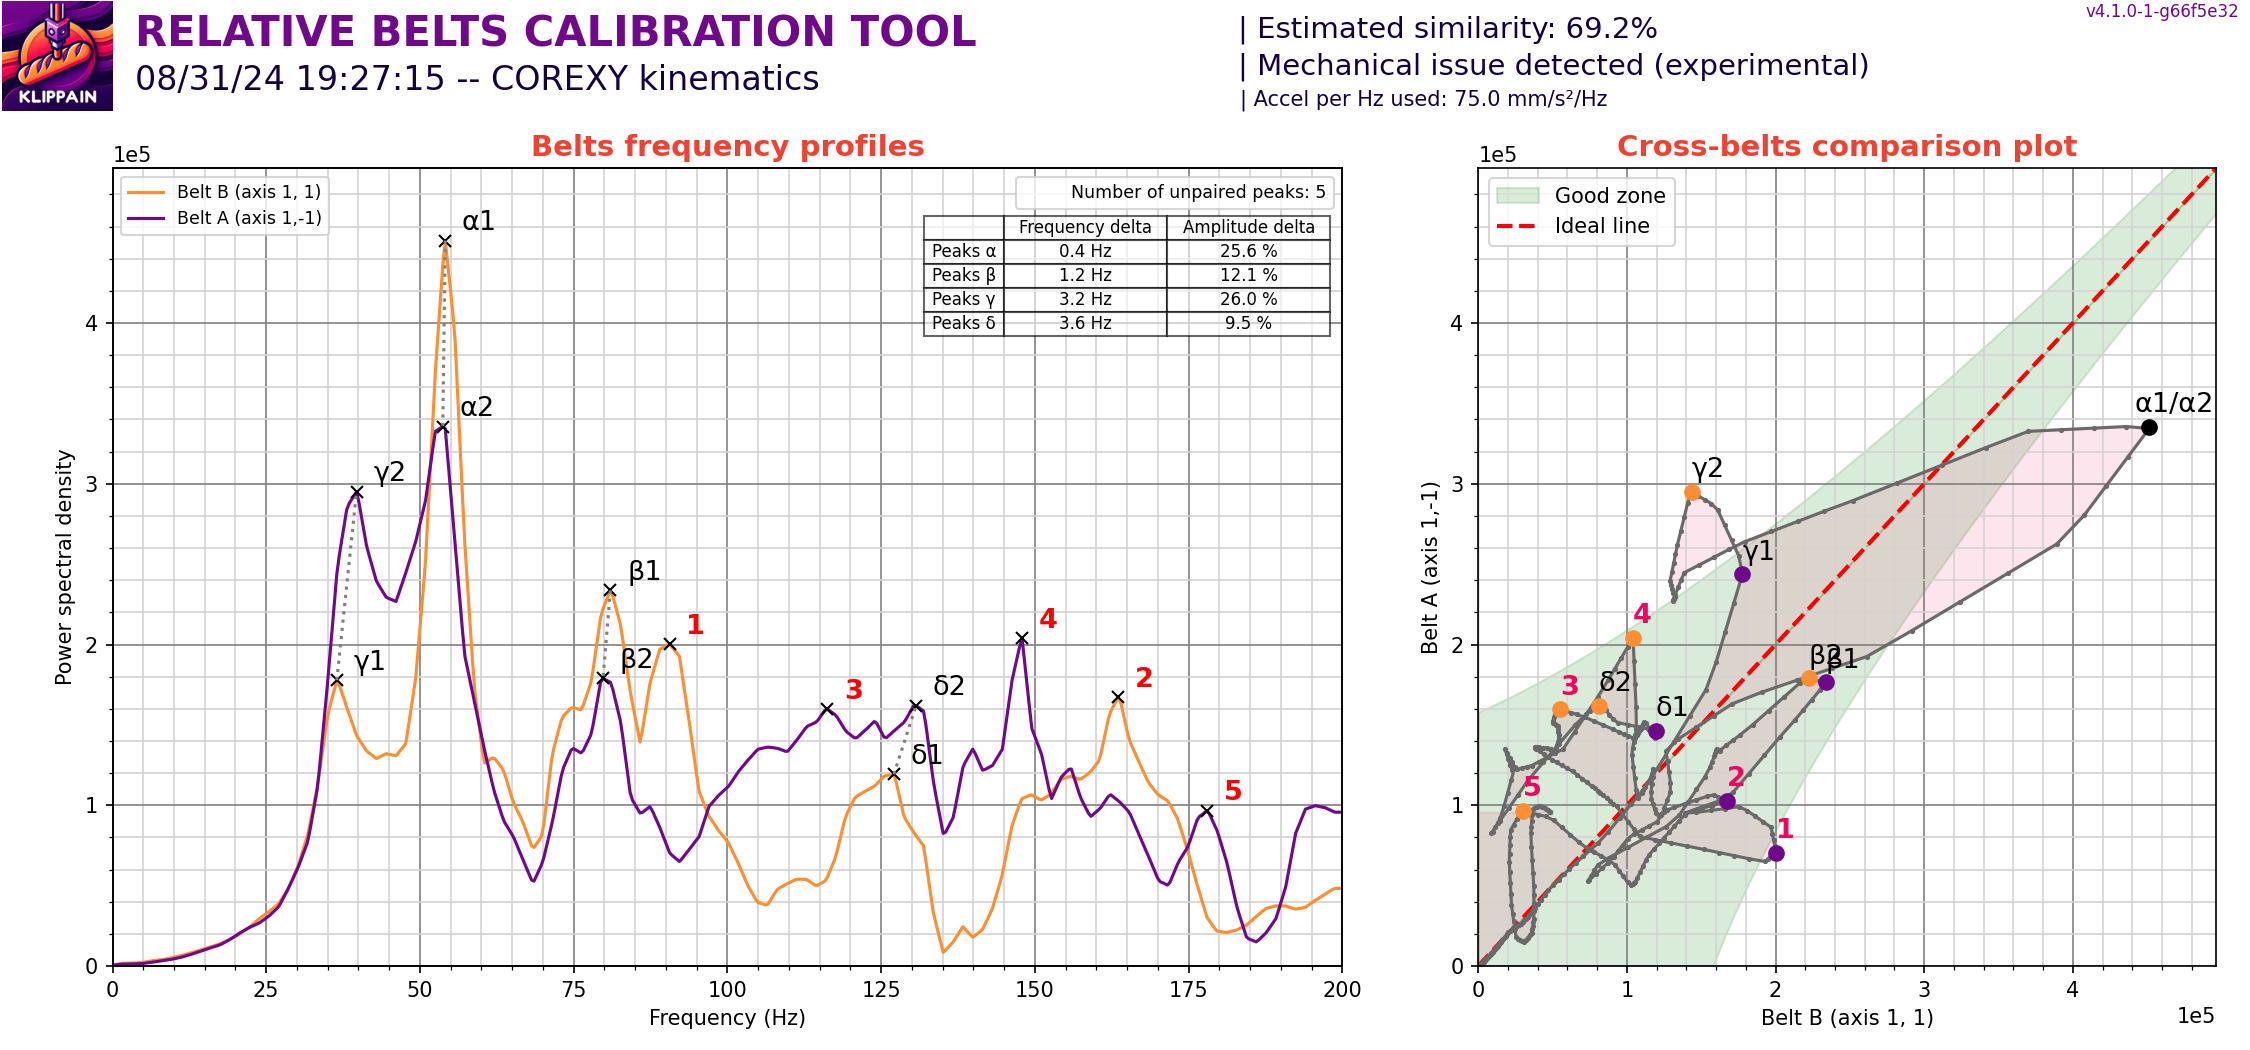 KLIPPAIN
RELATIVE BELTS CALIBRATION TOOL
08/31/24 19:27:15 -- COREXY kinematics
| Estimated similarity: 69.2%
| Mechanical issue detected (experimental)
| Accel per Hz used: 75.0 mm/s²/Hz
v4.1.0-1-g66f5e32
Belts frequency profiles
1e5
Belt B (axis 1, 1)
Belt A (axis 1,-1)
Number of unpaired peaks: 5
Frequency delta Amplitude delta
Peaks α 0.4 Hz 25.6 %
Peaks β 1.2 Hz 12.1 %
Peaks γ 3.2 Hz 26.0 %
Peaks δ 3.6 Hz 9.5 %
α1
α2
γ2
γ1
β1
β2
1
3
δ2
δ1
4
2
5
4
3
2
1
0
Power spectral density
0 25 50 75 100 125 150 175 200
Frequency (Hz)
Cross-belts comparison plot
1e5
Good zone
Ideal line
α1/α2
γ2
γ1
4
β2
β1
3
δ2
δ1
5
2
1
4
3
2
1
0
Belt A (axis 1,-1)
0 1 2 3 4
Belt B (axis 1, 1)
1e5